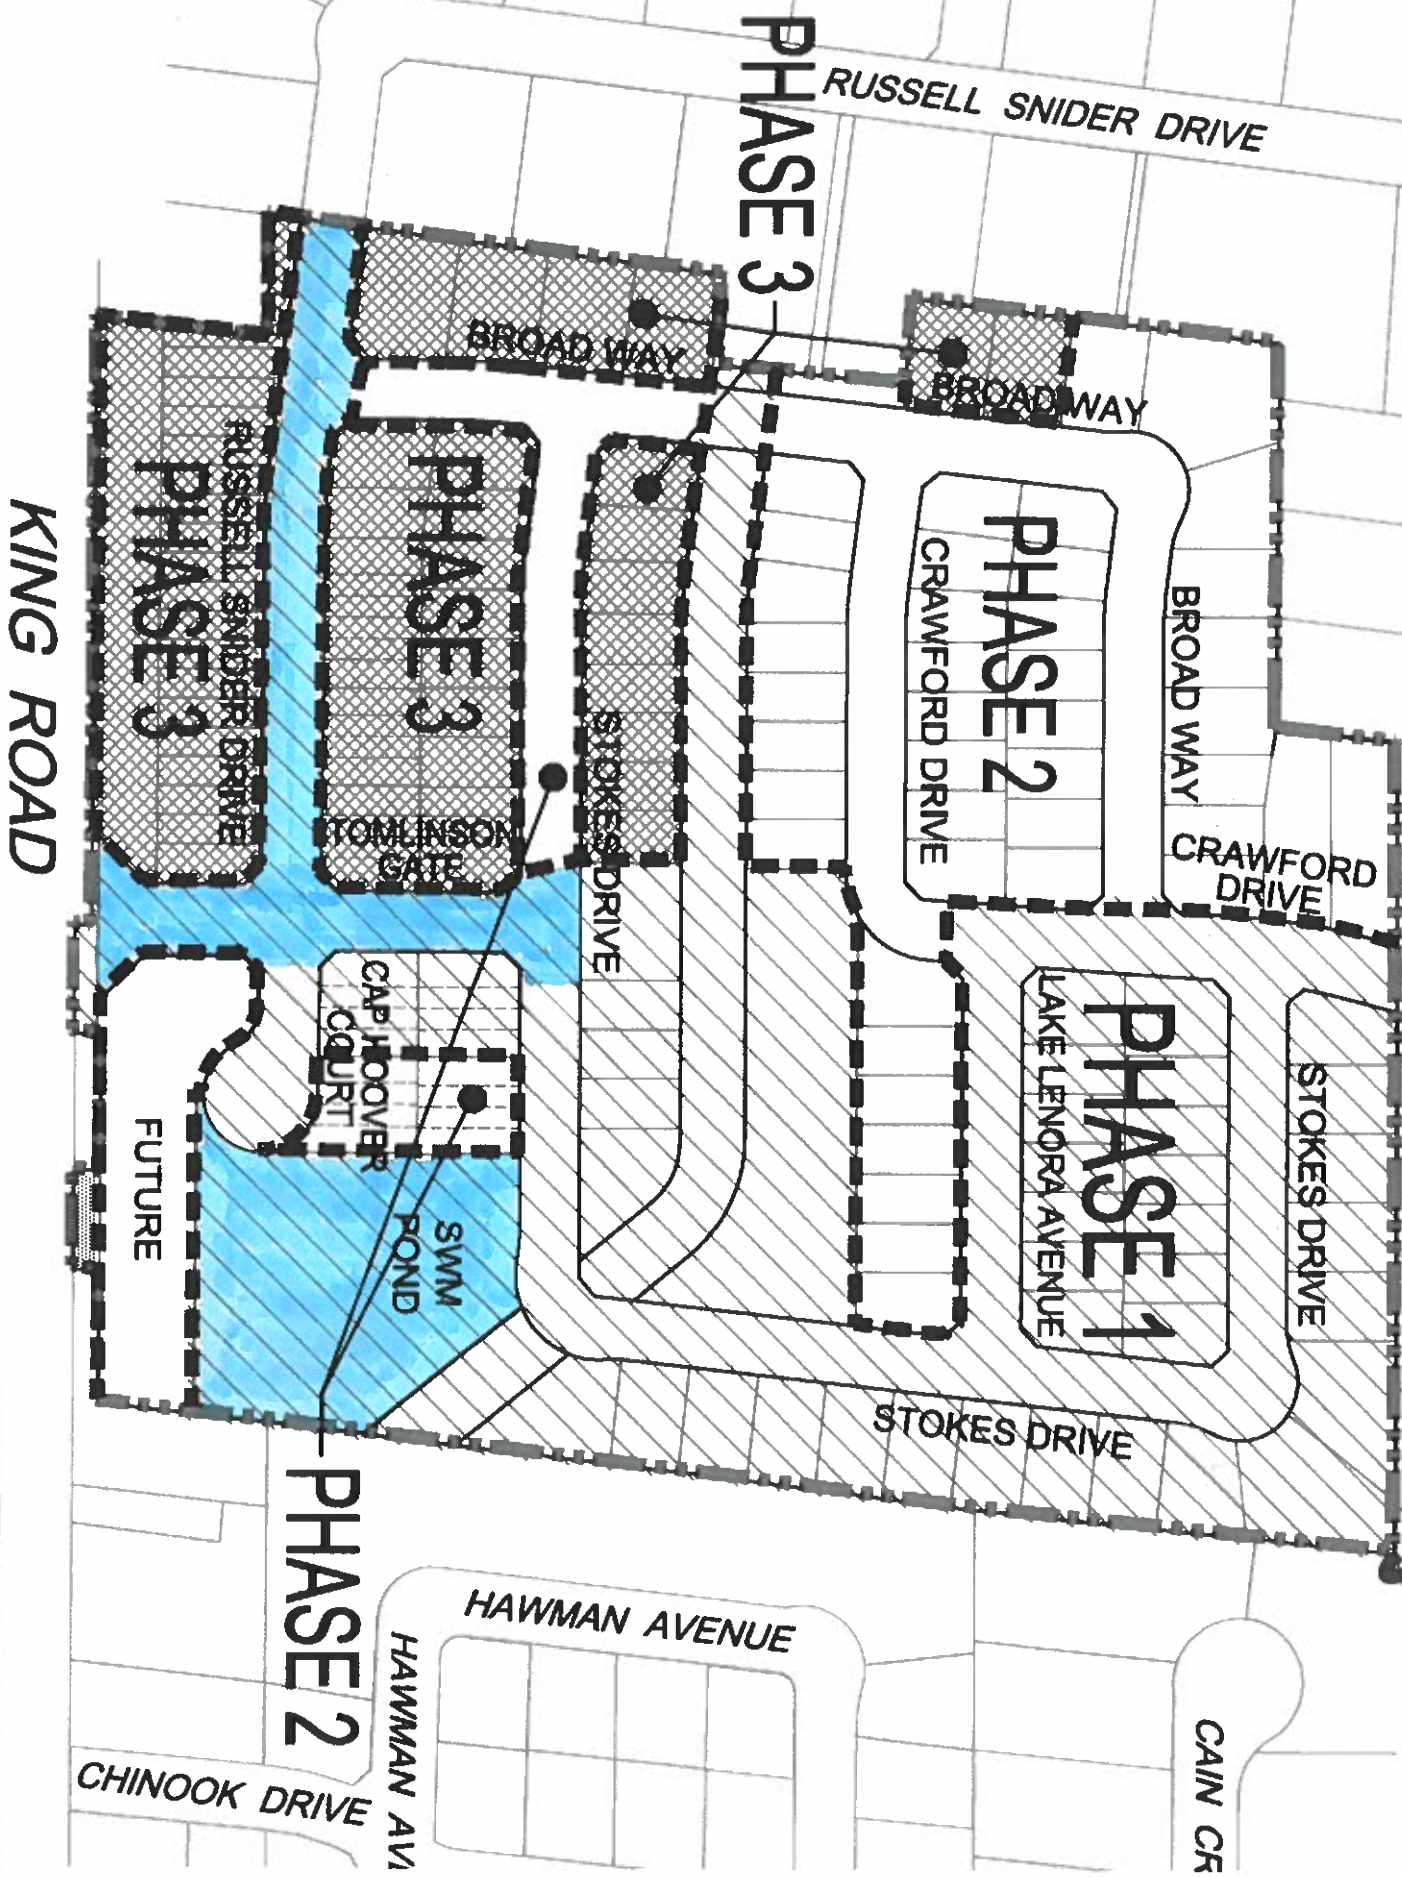 RUSSELL SNIDER DRIVE
PHASE 3
BROAD WAY
BROAD WAY
PHASE 3
RUSSELL SNIDER DRIVE
PHASE 3
STOKES DRIVE
TOMLINSON
GATE
PHASE 2
CRAWFORD DRIVE
BROAD WAY
CRAWFORD
DRIVE
KING ROAD
CAP HOOVER
COURT
FUTURE
SWM
POND
PHASE 1
LAKE LENORA AVENUE
STOKES DRIVE
STOKES DRIVE
PHASE 2
HAWMAN AVENUE
HAWMAN AV
CHINOOK DRIVE
CAIN CR